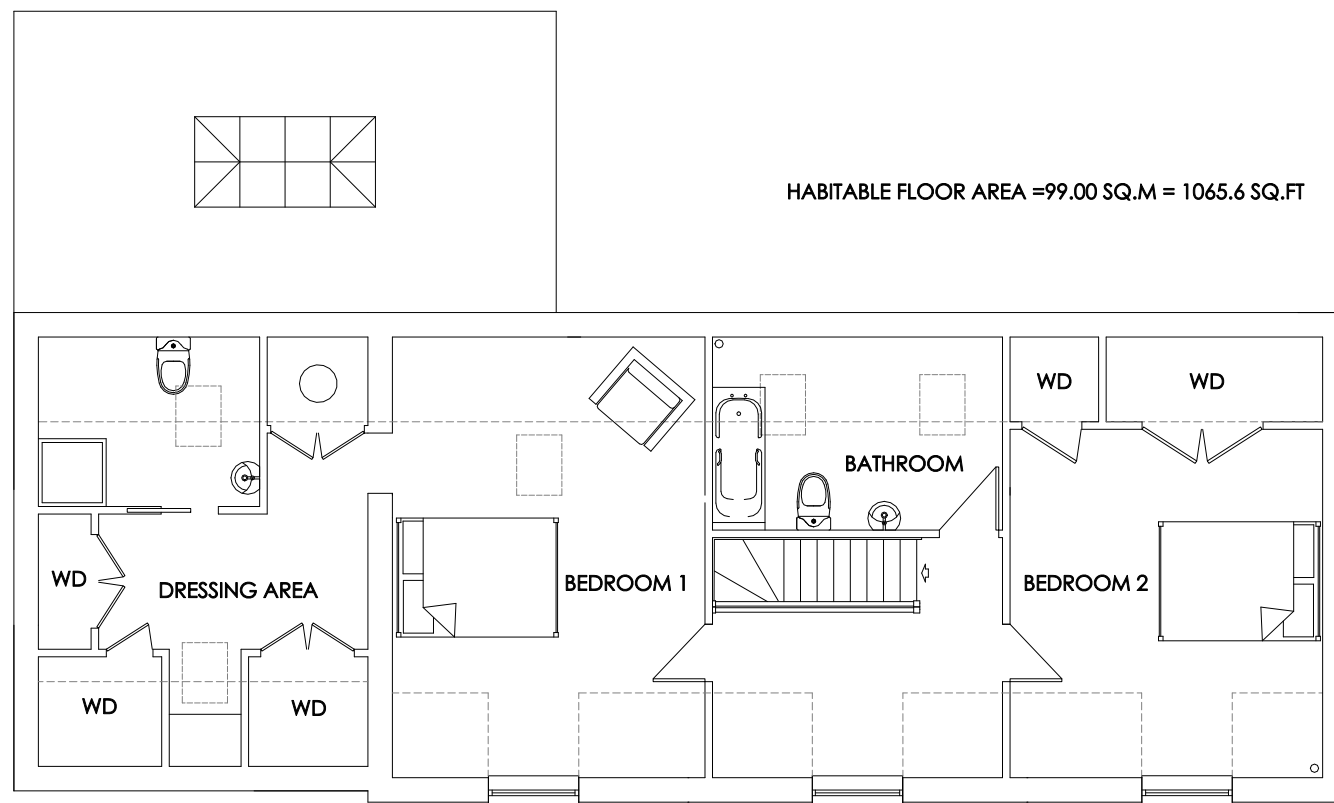 HABITABLE FLOOR AREA =99.00 SQ.M = 1065.6 SQ.FT
WD
WD
BATHROOM
WD
DRESSING AREA
BEDROOM 1
BEDROOM 2
WD
WD